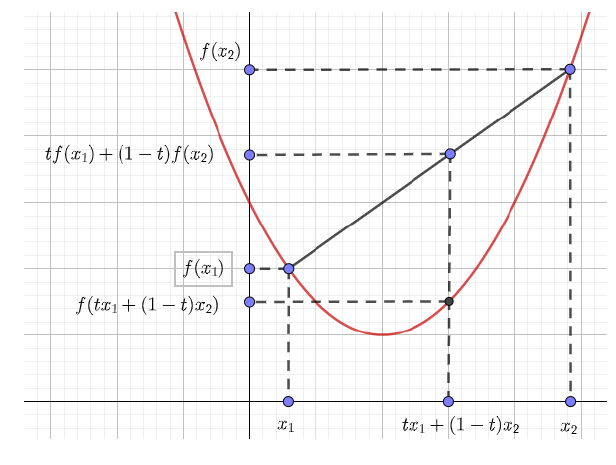 f(x₂)
tf(x₁) + (1 − t)f(x₂)
f(x₁)
f(tx₁ + (1 − t)x₂)
x₁
tx₁ + (1 − t)x₂
x₂